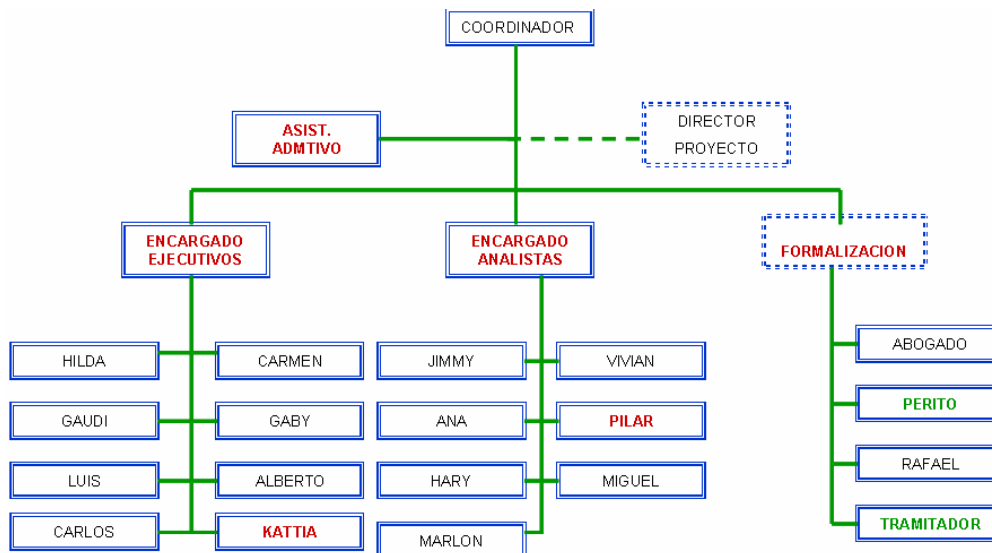 COORDINADOR
ASIST.
ADMTIVO
DIRECTOR
PROYECTO
ENCARGADO
EJECUTIVOS
ENCARGADO
ANALISTAS
FORMALIZACION
HILDA
CARMEN
GAUDI
GABY
LUIS
ALBERTO
CARLOS
KATTIA
JIMMY
VIVIAN
ANA
PILAR
HARY
MIGUEL
MARLON
ABOGADO
PERITO
RAFAEL
TRAMITADOR